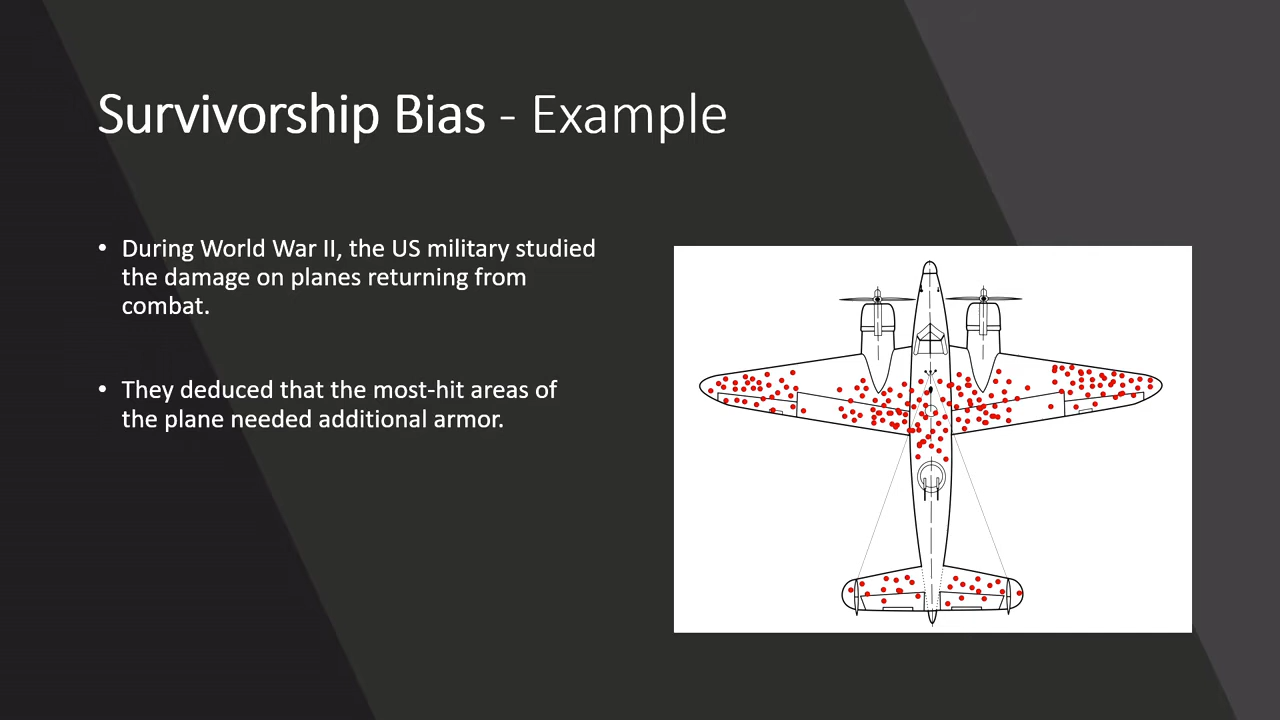 Survivorship Bias - Example
• During World War II, the US military studied
the damage on planes returning from
combat.
• They deduced that the most-hit areas of
the plane needed additional armor.